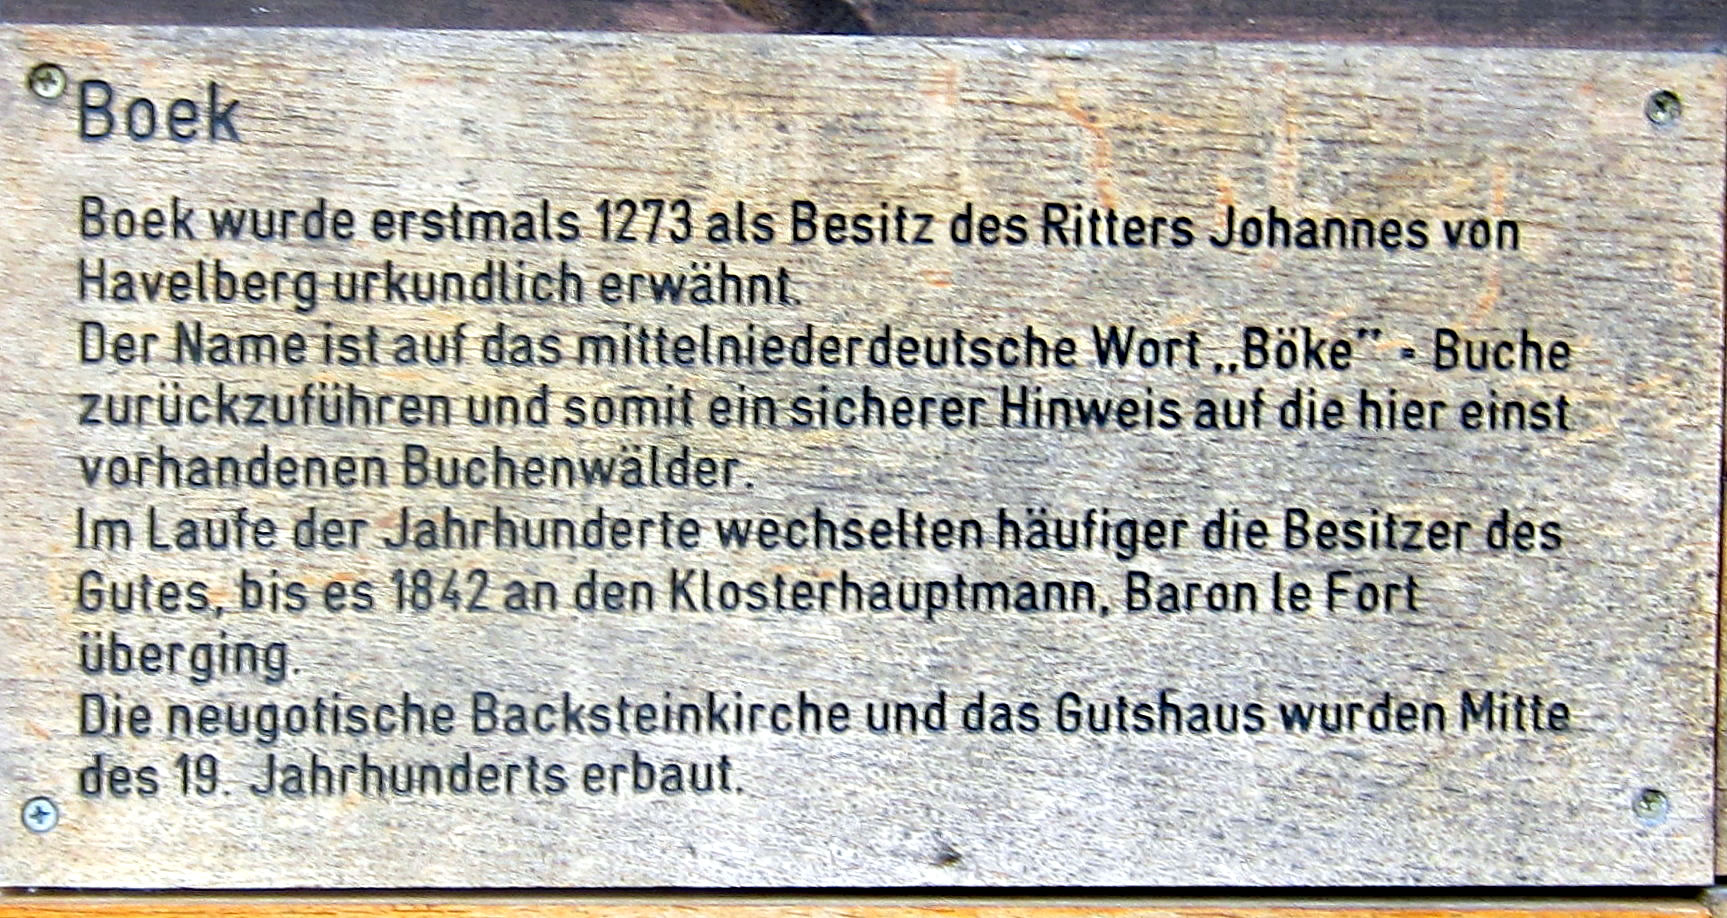 Boek
Boek wurde erstmals 1273 als Besitz des Ritters Johannes von
Havelberg urkundlich erwähnt.
Der Name ist auf das mittelniederdeutsche Wort „Böke” - Buche
zurückzuführen und somit ein sicherer Hinweis auf die hier einst
vorhandenen Buchenwälder.
Im Laufe der Jahrhunderte wechselten häufiger die Besitzer des
Gutes, bis es 1842 an den Klosterhauptmann, Baron le Fort
überging.
Die neugotische Backsteinkirche und das Gutshaus wurden Mitte
des 19. Jahrhunderts erbaut.